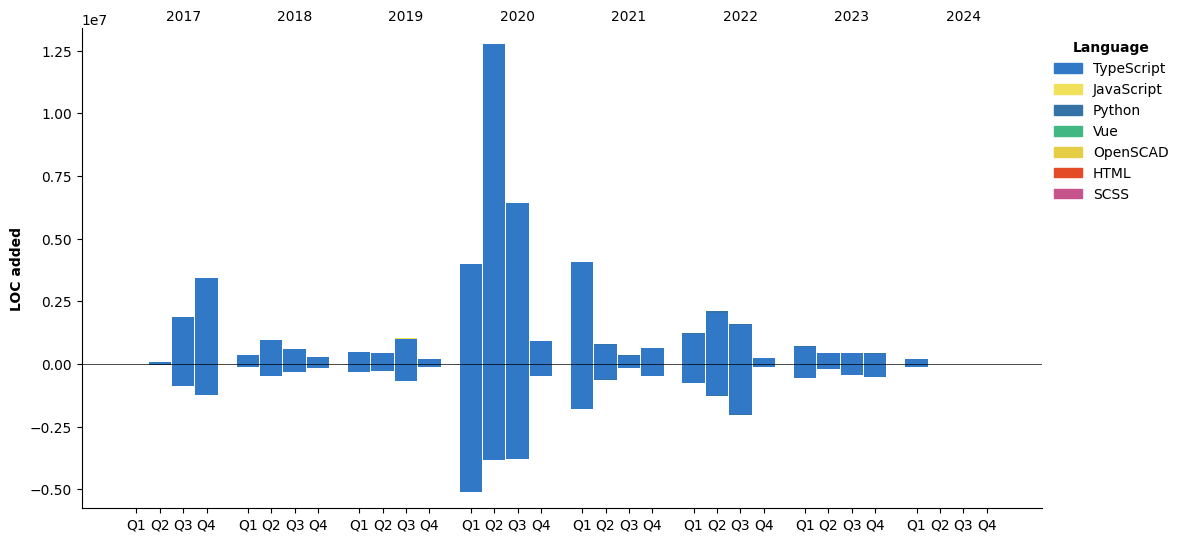 1e7
2017 2018 2019 2020 2021 2022 2023 2024
Language
TypeScript
JavaScript
Python
Vue
OpenSCAD
HTML
SCSS
LOC added
1.25
1.00
0.75
0.50
0.25
0.00
−0.25
−0.50
Q1 Q2 Q3 Q4 Q1 Q2 Q3 Q4 Q1 Q2 Q3 Q4 Q1 Q2 Q3 Q4 Q1 Q2 Q3 Q4 Q1 Q2 Q3 Q4 Q1 Q2 Q3 Q4 Q1 Q2 Q3 Q4